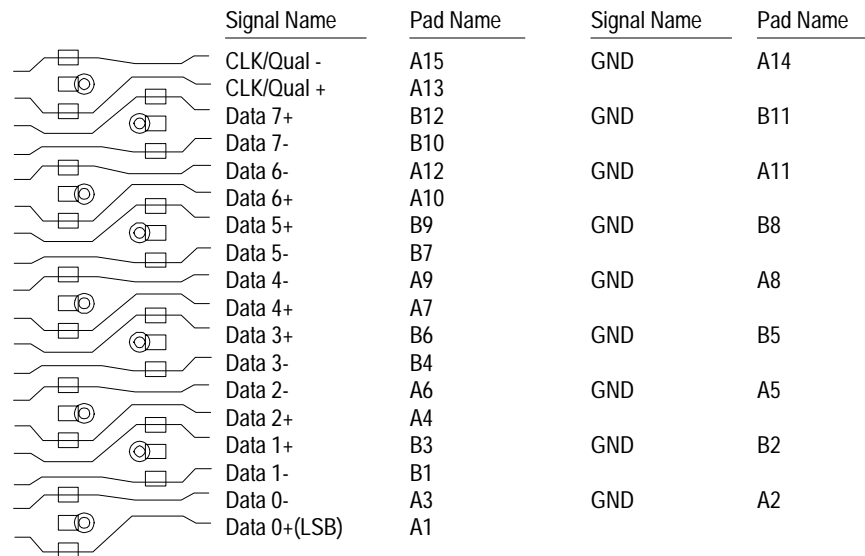 Signal Name Pad Name Signal Name Pad Name
CLK/Qual - A15 GND A14
CLK/Qual + A13
Data 7+ B12 GND B11
Data 7- B10
Data 6- A12 GND A11
Data 6+ A10
Data 5+ B9 GND B8
Data 5- B7
Data 4- A9 GND A8
Data 4+ A7
Data 3+ B6 GND B5
Data 3- B4
Data 2- A6 GND A5
Data 2+ A4
Data 1+ B3 GND B2
Data 1- B1
Data 0- A3 GND A2
Data 0+(LSB) A1